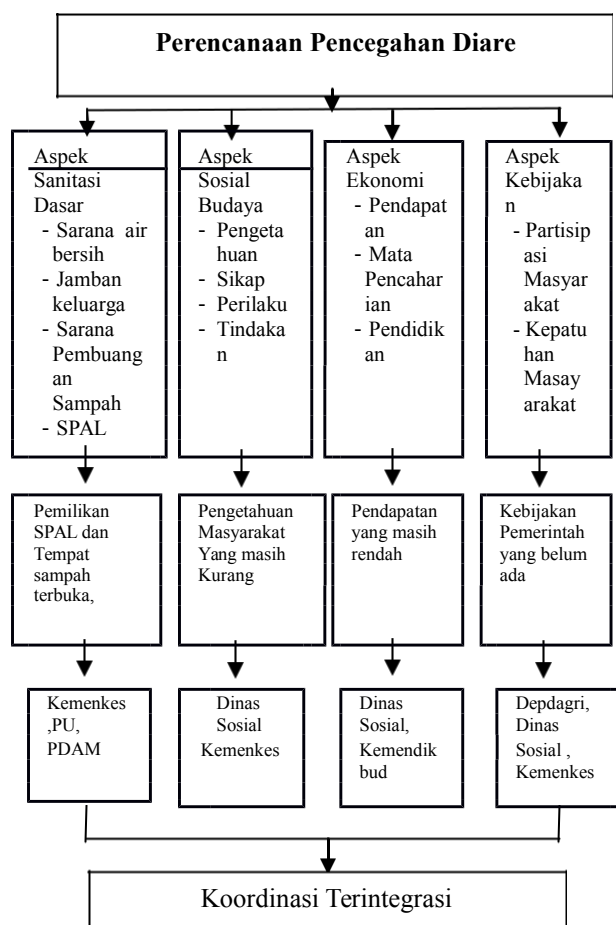 Perencanaan Pencegahan Diare
Aspek
Sanitasi
Dasar
- Sarana air
bersih
- Jamban
keluarga
- Sarana
Pembuang
an
Sampah
- SPAL
Aspek
Sosial
Budaya
- Pengeta
huan
- Sikap
- Perilaku
- Tindaka
n
Aspek
Ekonomi
- Pendapat
an
- Mata
Pencahar
ian
- Pendidik
an
Aspek
Kebijaka
n
- Partisip
asi
Masyar
akat
- Kepatu
han
Masay
arakat
Pemilikan
SPAL dan
Tempat
sampah
terbuka,
Pengetahuan
Masyarakat
Yang masih
Kurang
Pendapatan
yang masih
rendah
Kebijakan
Pemerintah
yang belum
ada
Kemenkes
,PU,
PDAM
Dinas
Sosial
Kemenkes
Dinas
Sosial,
Kemendik
bud
Depdagri,
Dinas
Sosial ,
Kemenkes
Koordinasi Terintegrasi